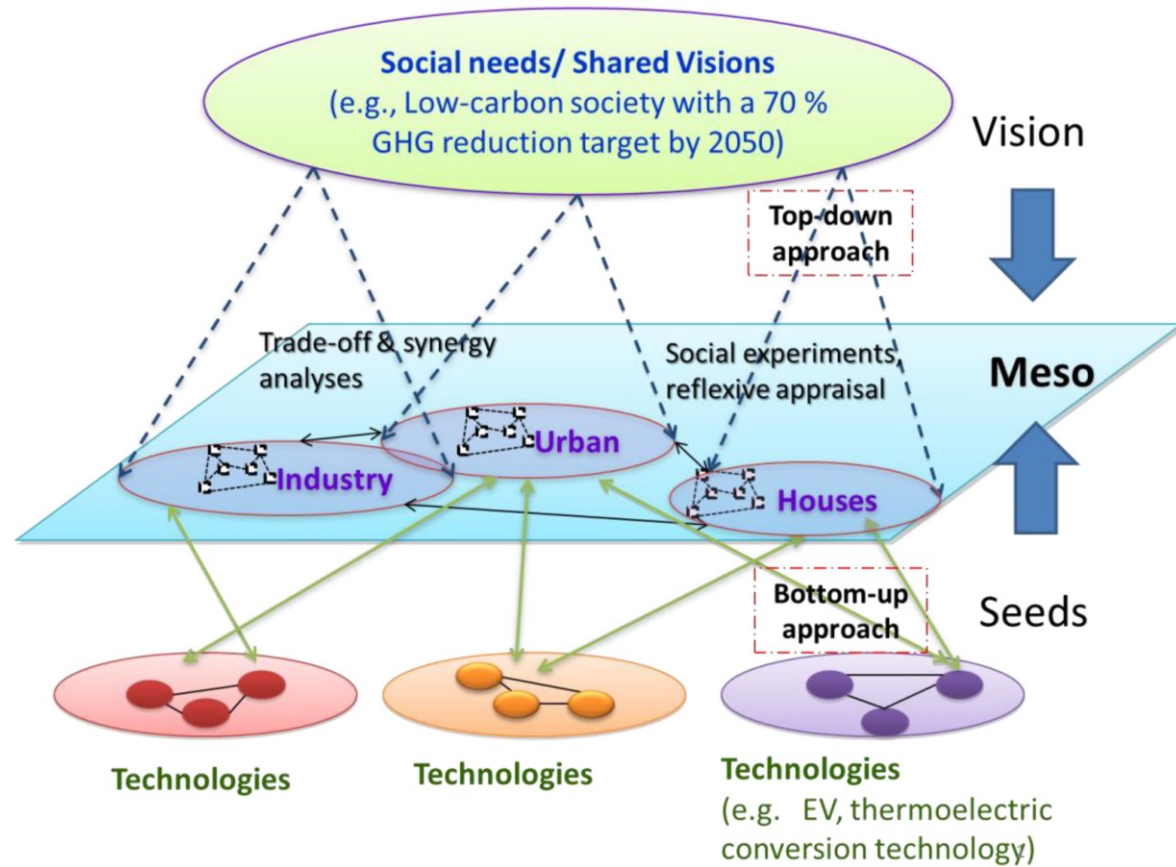 Social needs/ Shared Visions
(e.g., Low-carbon society with a 70 %
GHG reduction target by 2050)
Vision
Top-down
approach
Trade-off & synergy
analyses
Social experiments,
reflexive appraisal
Meso
Urban
Industry
Houses
Bottom-up
approach
Seeds
Technologies
Technologies
Technologies
(e.g. EV, thermoelectric
conversion technology)